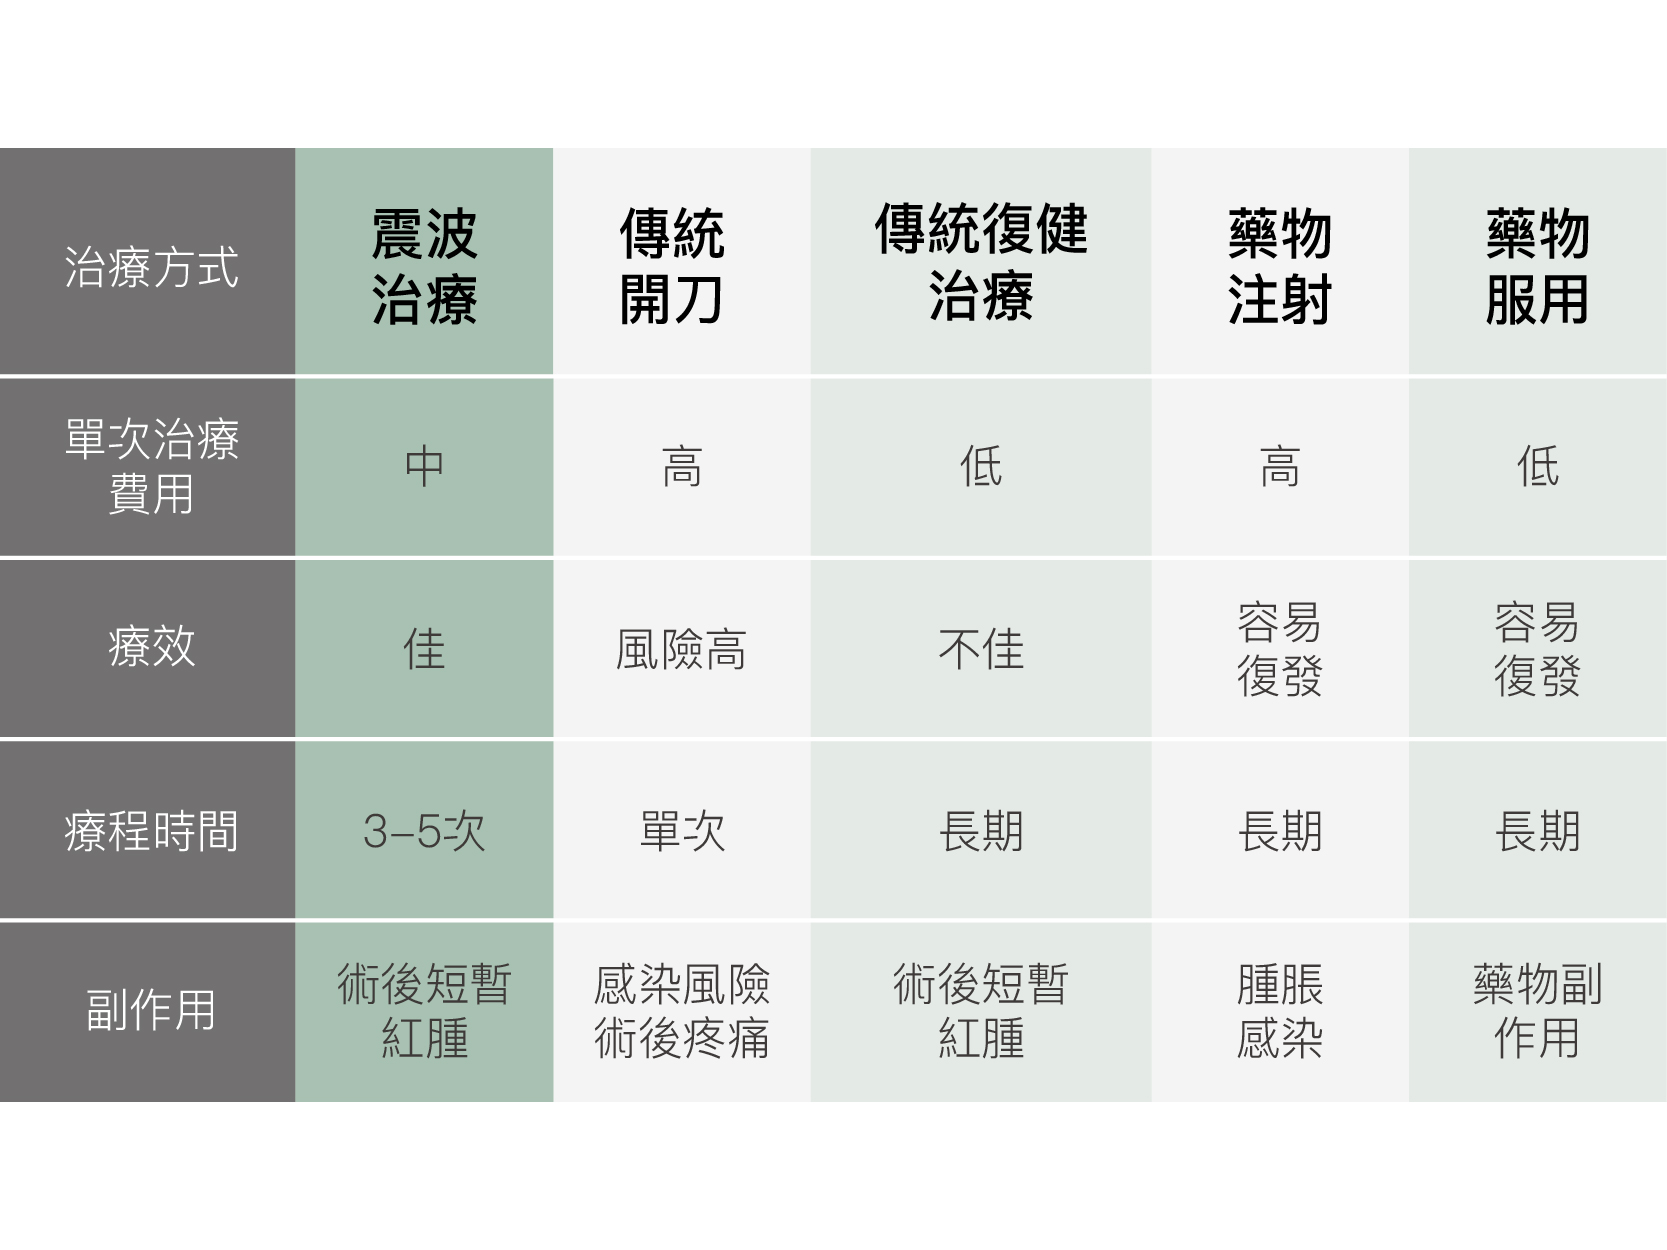 治療方式
震波
治療
傳統
開刀
傳統復健
治療
藥物
注射
藥物
服用
單次治療
費用
中
高
低
高
低
療效
佳
風險高
不佳
容易
復發
容易
復發
療程時間
3–5次
單次
長期
長期
長期
副作用
術後短暫
紅腫
感染風險
術後疼痛
術後短暫
紅腫
腫脹
感染
藥物副
作用